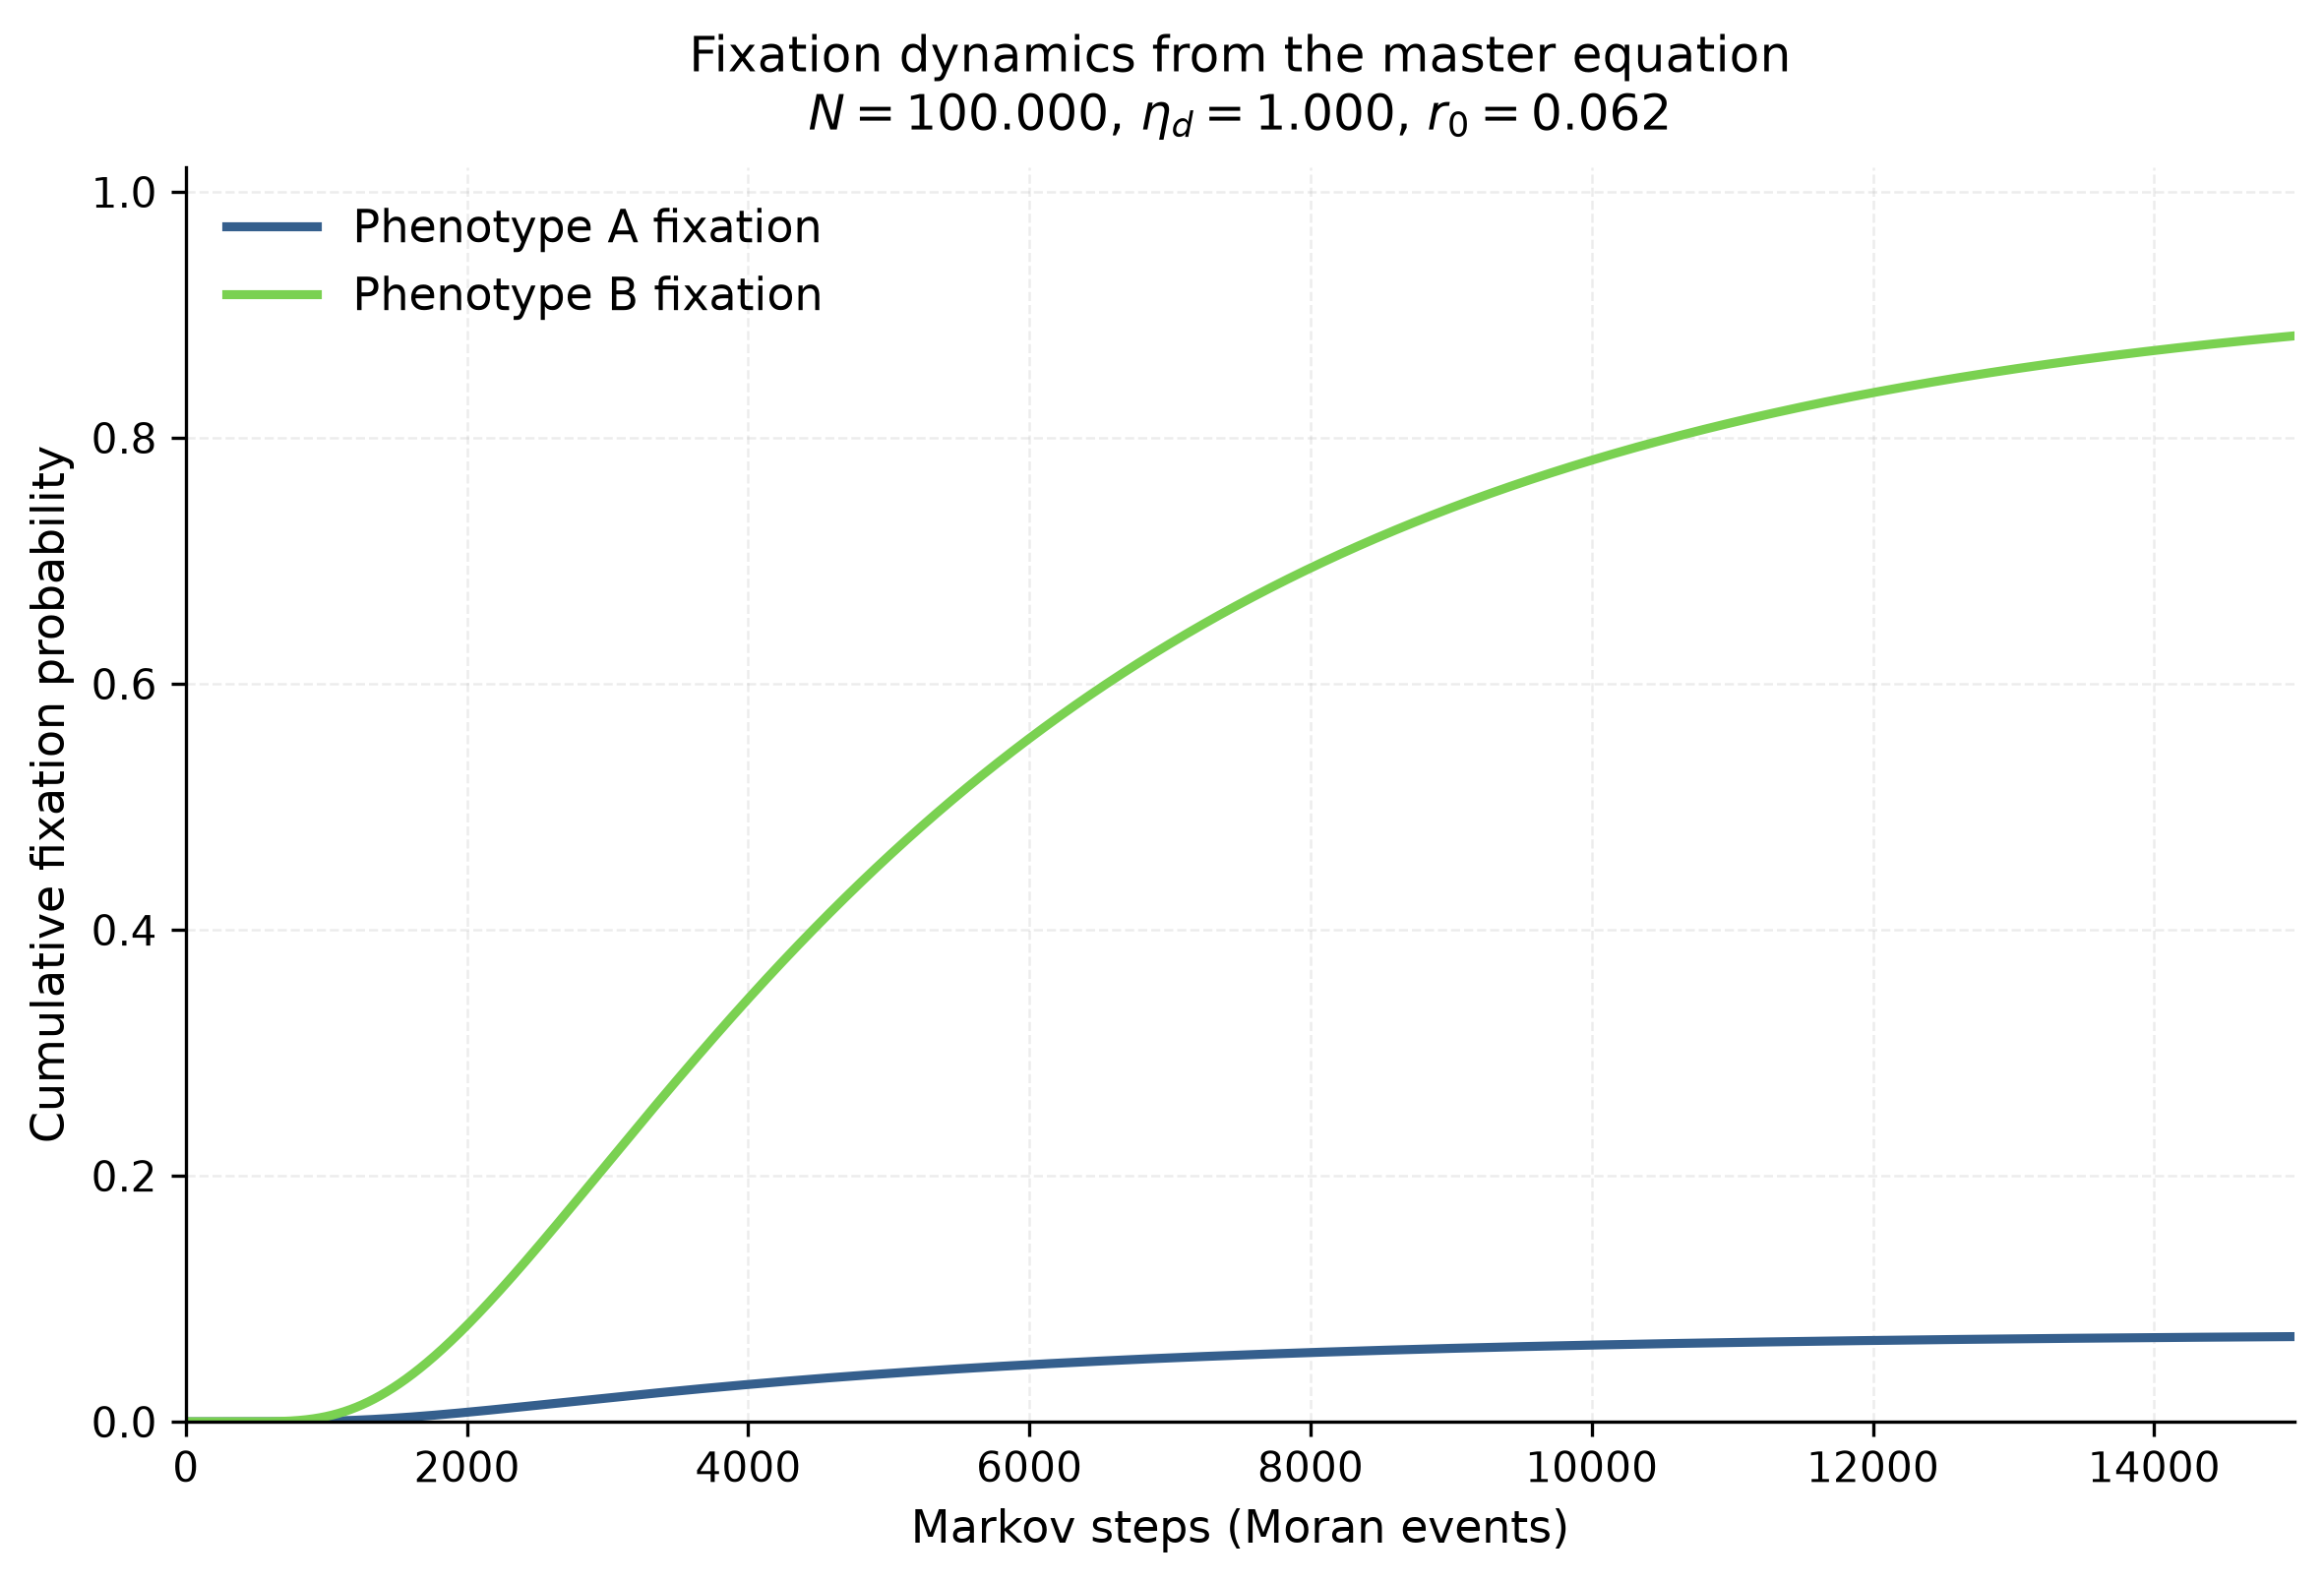 Fixation dynamics from the master equation
N = 100.000, η_d = 1.000, r_0 = 0.062
Phenotype A fixation
Phenotype B fixation
Cumulative fixation probability
1.0
0.8
0.6
0.4
0.2
0.0
0 2000 4000 6000 8000 10000 12000 14000
Markov steps (Moran events)